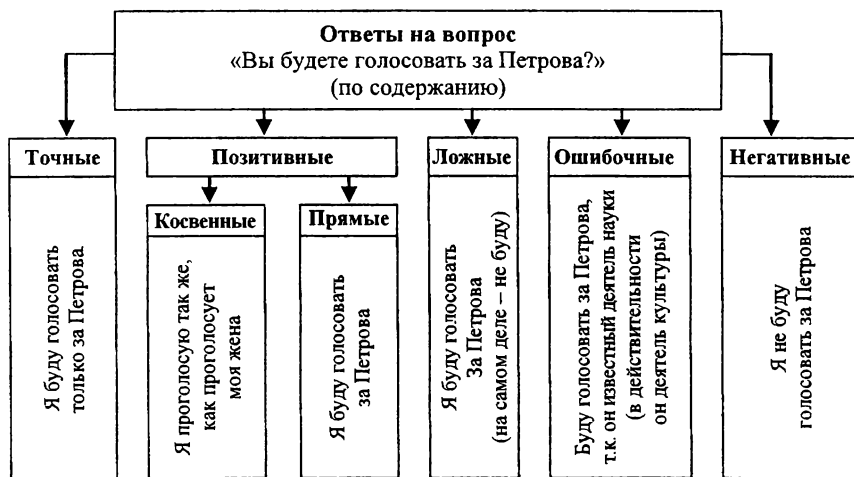 Ответы на вопрос
«Вы будете голосовать за Петрова?»
(по содержанию)
Точные
Я буду голосовать
только за Петрова.
Позитивные
Косвенные
Я проголосую так же,
как проголосует
моя жена
Прямые
Я буду голосовать
за Петрова
Ложные
Я буду голосовать
За Петрова
(на самом деле – не буду)
Ошибочные
Буду голосовать за Петрова,
т.к. он известный деятель науки
(в действительности
он деятель культуры)
Негативные
Я не буду
голосовать за Петрова